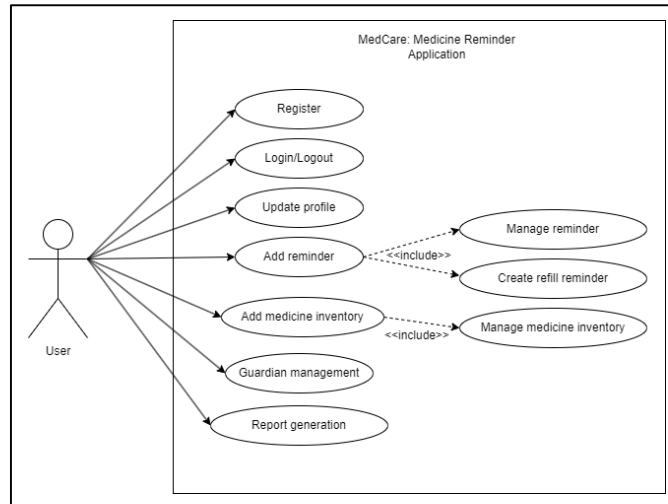 MedCare: Medicine Reminder
Application
Register
Login/Logout
Update profile
Manage reminder
Add reminder
<<include>>
Create refill reminder
Add medicine inventory
Manage medicine inventory
<<include>>
User
Guardian management
Report generation